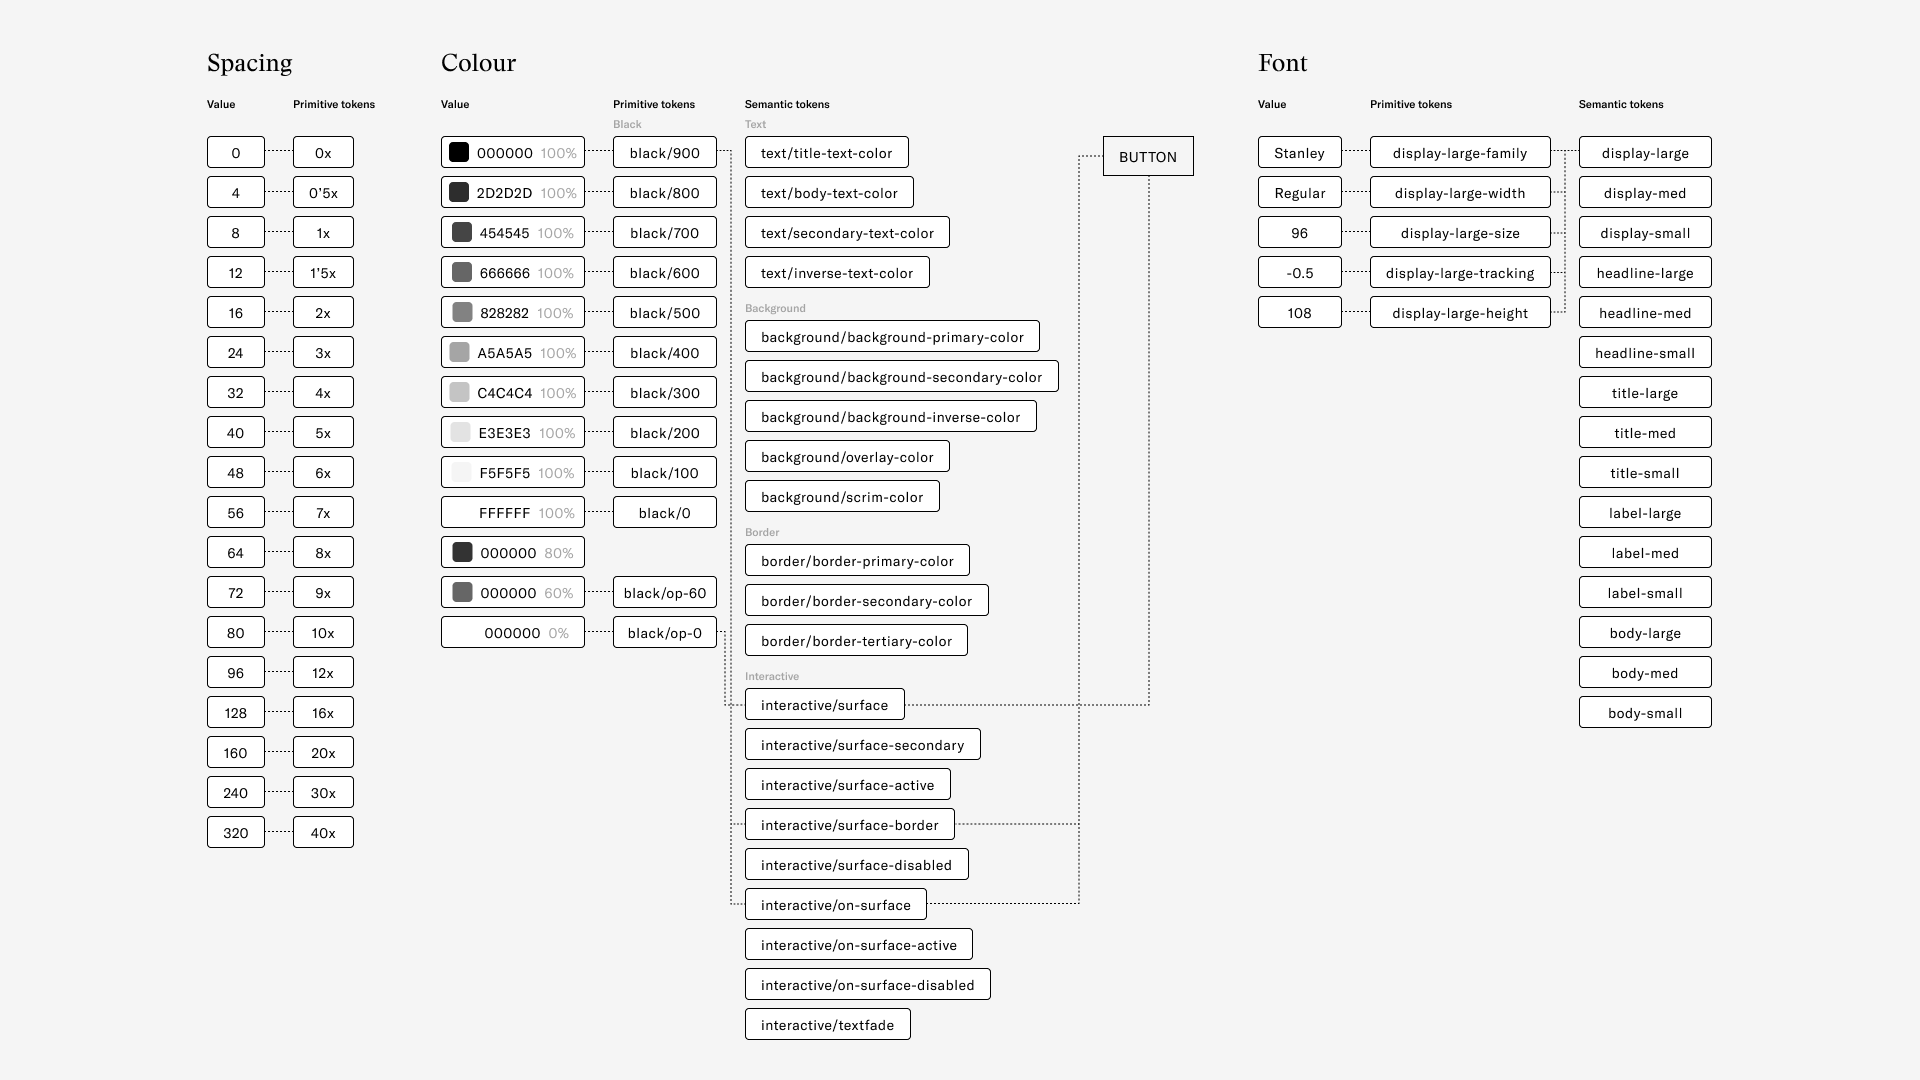 Spacing
Value Primitive tokens
0 0x
4 0’5x
8 1x
12 1’5x
16 2x
24 3x
32 4x
40 5x
48 6x
56 7x
64 8x
72 9x
80 10x
96 12x
128 16x
160 20x
240 30x
320 40x
Colour
Value Primitive tokens Semantic tokens
Black
000000 100% black/900
2D2D2D 100% black/800
454545 100% black/700
666666 100% black/600
828282 100% black/500
A5A5A5 100% black/400
C4C4C4 100% black/300
E3E3E3 100% black/200
F5F5F5 100% black/100
FFFFFF 100% black/0
000000 80%
000000 60% black/op-60
000000 0% black/op-0
Text
text/title-text-color
text/body-text-color
text/secondary-text-color
text/inverse-text-color
Background
background/background-primary-color
background/background-secondary-color
background/background-inverse-color
background/overlay-color
background/scrim-color
Border
border/border-primary-color
border/border-secondary-color
border/border-tertiary-color
Interactive
interactive/surface
interactive/surface-secondary
interactive/surface-active
interactive/surface-border
interactive/surface-disabled
interactive/on-surface
interactive/on-surface-active
interactive/on-surface-disabled
interactive/textfade
BUTTON
Font
Value Primitive tokens Semantic tokens
Stanley display-large-family display-large
Regular display-large-width display-med
96 display-large-size display-small
-0.5 display-large-tracking headline-large
108 display-large-height headline-med
headline-small
title-large
title-med
title-small
label-large
label-med
label-small
body-large
body-med
body-small